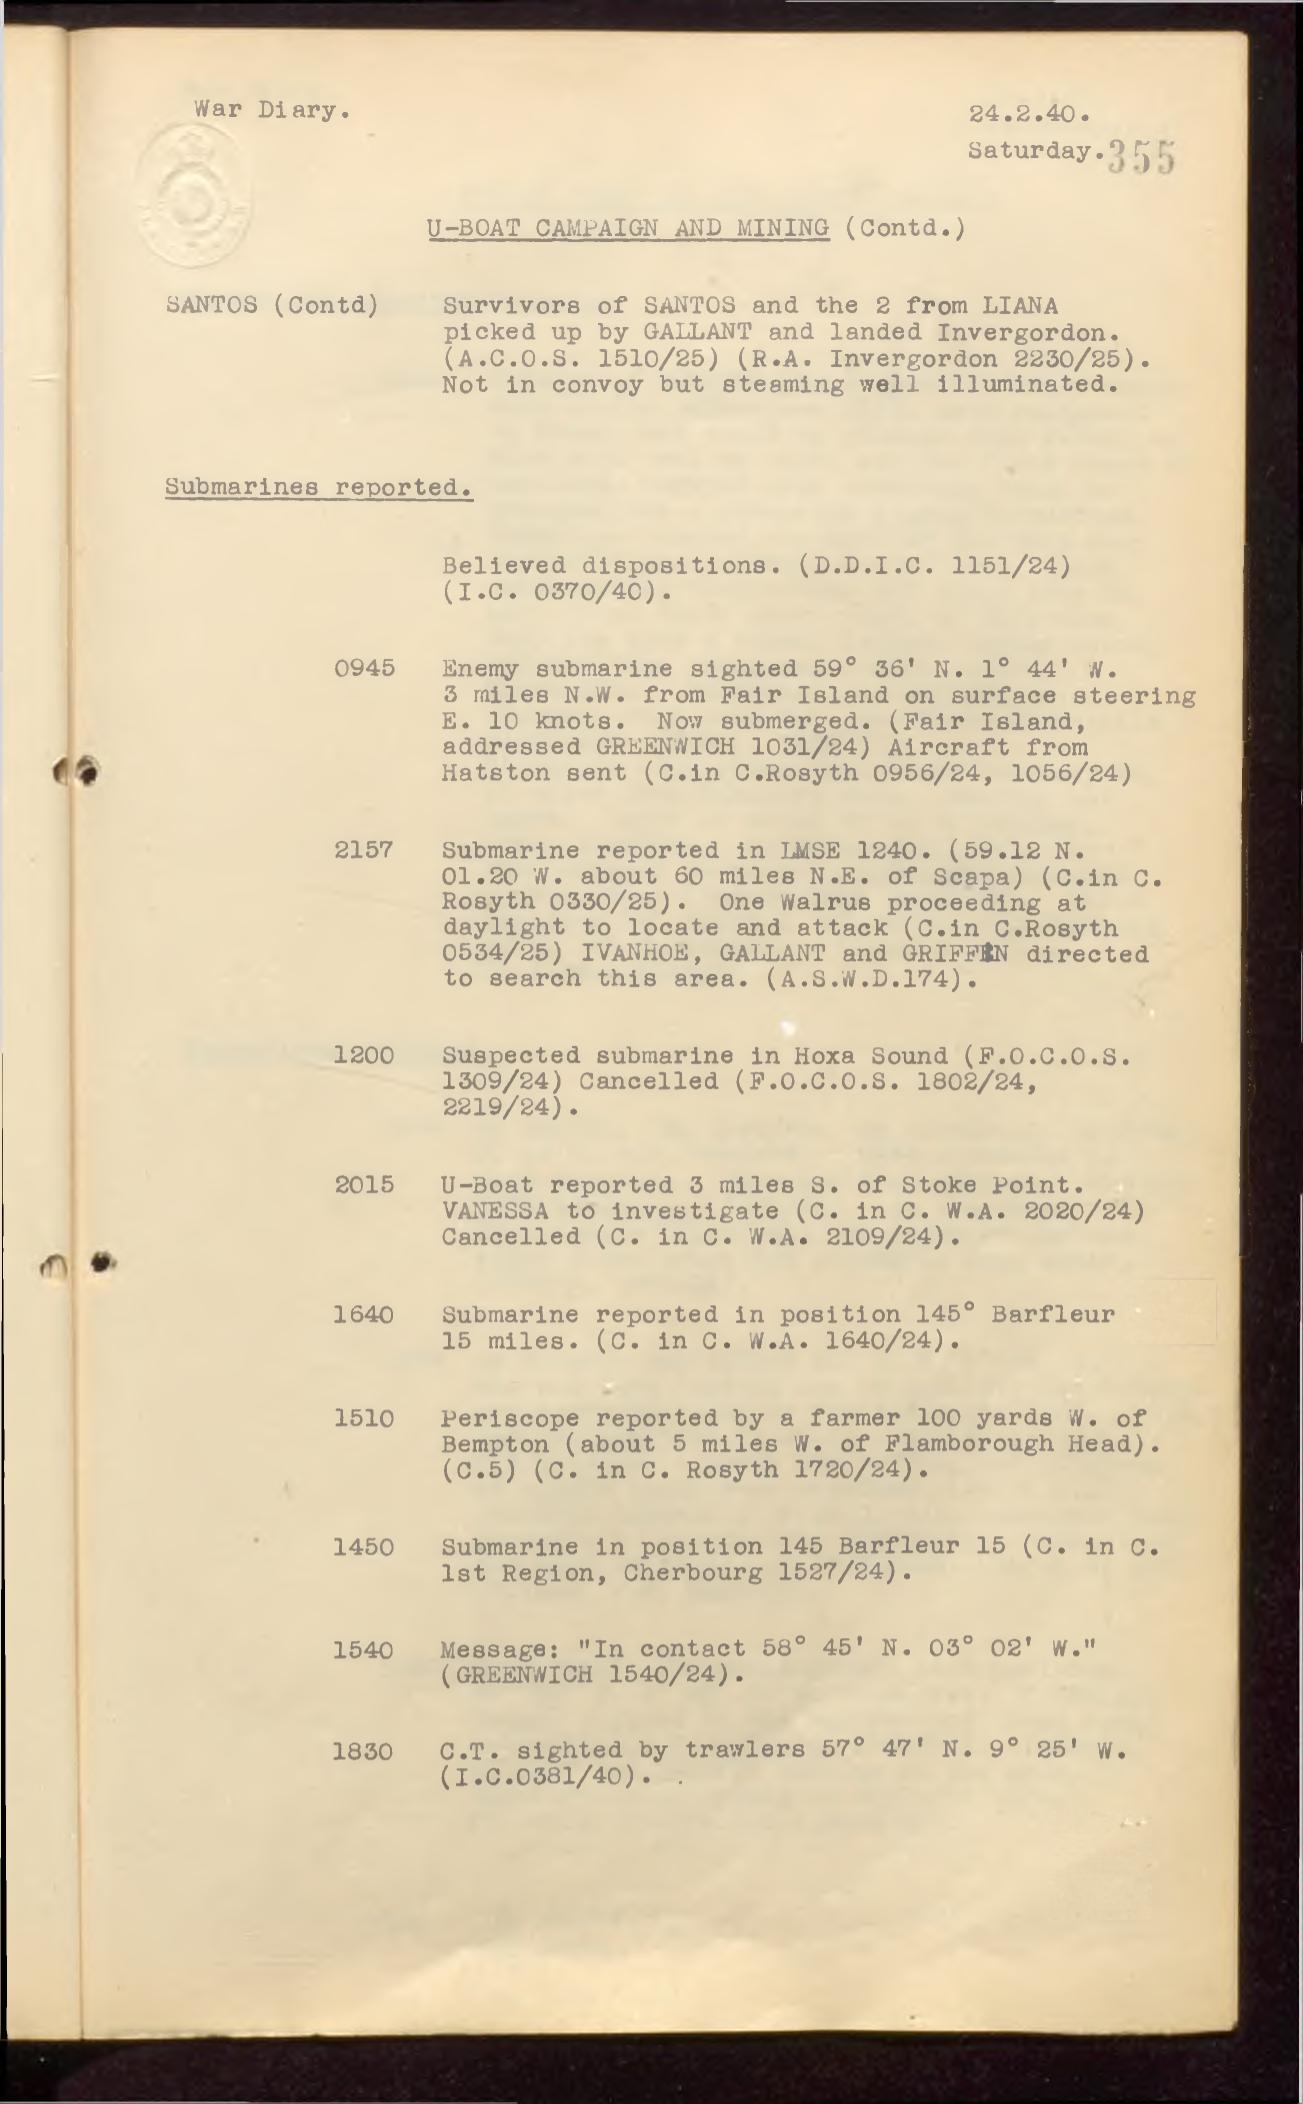 War Diary.
24.2.40.
Saturday. 355
U-BOAT CAMPAIGN AND MINING (Contd.)
SANTOS (Contd) Survivors of SANTOS and the 2 from LIANA
picked up by GALLANT and landed Invergordon.
(A.C.O.S. 1510/25) (R.A. Invergordon 2230/25).
Not in convoy but steaming well illuminated.
Submarines reported.
Believed dispositions. (D.D.I.C. 1151/24)
(I.C. 0370/40).
0945 Enemy submarine sighted 59° 36' N. 1° 44' W.
3 miles N.W. from Fair Island on surface steering
E. 10 knots. Now submerged. (Fair Island,
addressed GREENWICH 1031/24) Aircraft from
Hatston sent (C.in C.Rosyth 0956/24, 1056/24)
2157 Submarine reported in LMSE 1240. (59.12 N.
01.20 W. about 60 miles N.E. of Scapa) (C.in C.
Rosyth 0330/25). One Walrus proceeding at
daylight to locate and attack (C.in C.Rosyth
0534/25) IVANHOE, GALLANT and GRIFFIN directed
to search this area. (A.S.W.D.174).
1200 Suspected submarine in Hoxa Sound (F.O.C.O.S.
1309/24) Cancelled (F.O.C.O.S. 1802/24,
2219/24).
2015 U-Boat reported 3 miles S. of Stoke Point.
VANESSA to investigate (C. in C. W.A. 2020/24)
Cancelled (C. in C. W.A. 2109/24).
1640 Submarine reported in position 145° Barfleur
15 miles. (C. in C. W.A. 1640/24).
1510 Periscope reported by a farmer 100 yards W. of
Bempton (about 5 miles W. of Flamborough Head).
(C.5) (C. in C. Rosyth 1720/24).
1450 Submarine in position 145 Barfleur 15 (C. in C.
1st Region, Cherbourg 1527/24).
1540 Message: "In contact 58° 45' N. 03° 02' W."
(GREENWICH 1540/24).
1830 C.T. sighted by trawlers 57° 47' N. 9° 25' W.
(I.C.0381/40).